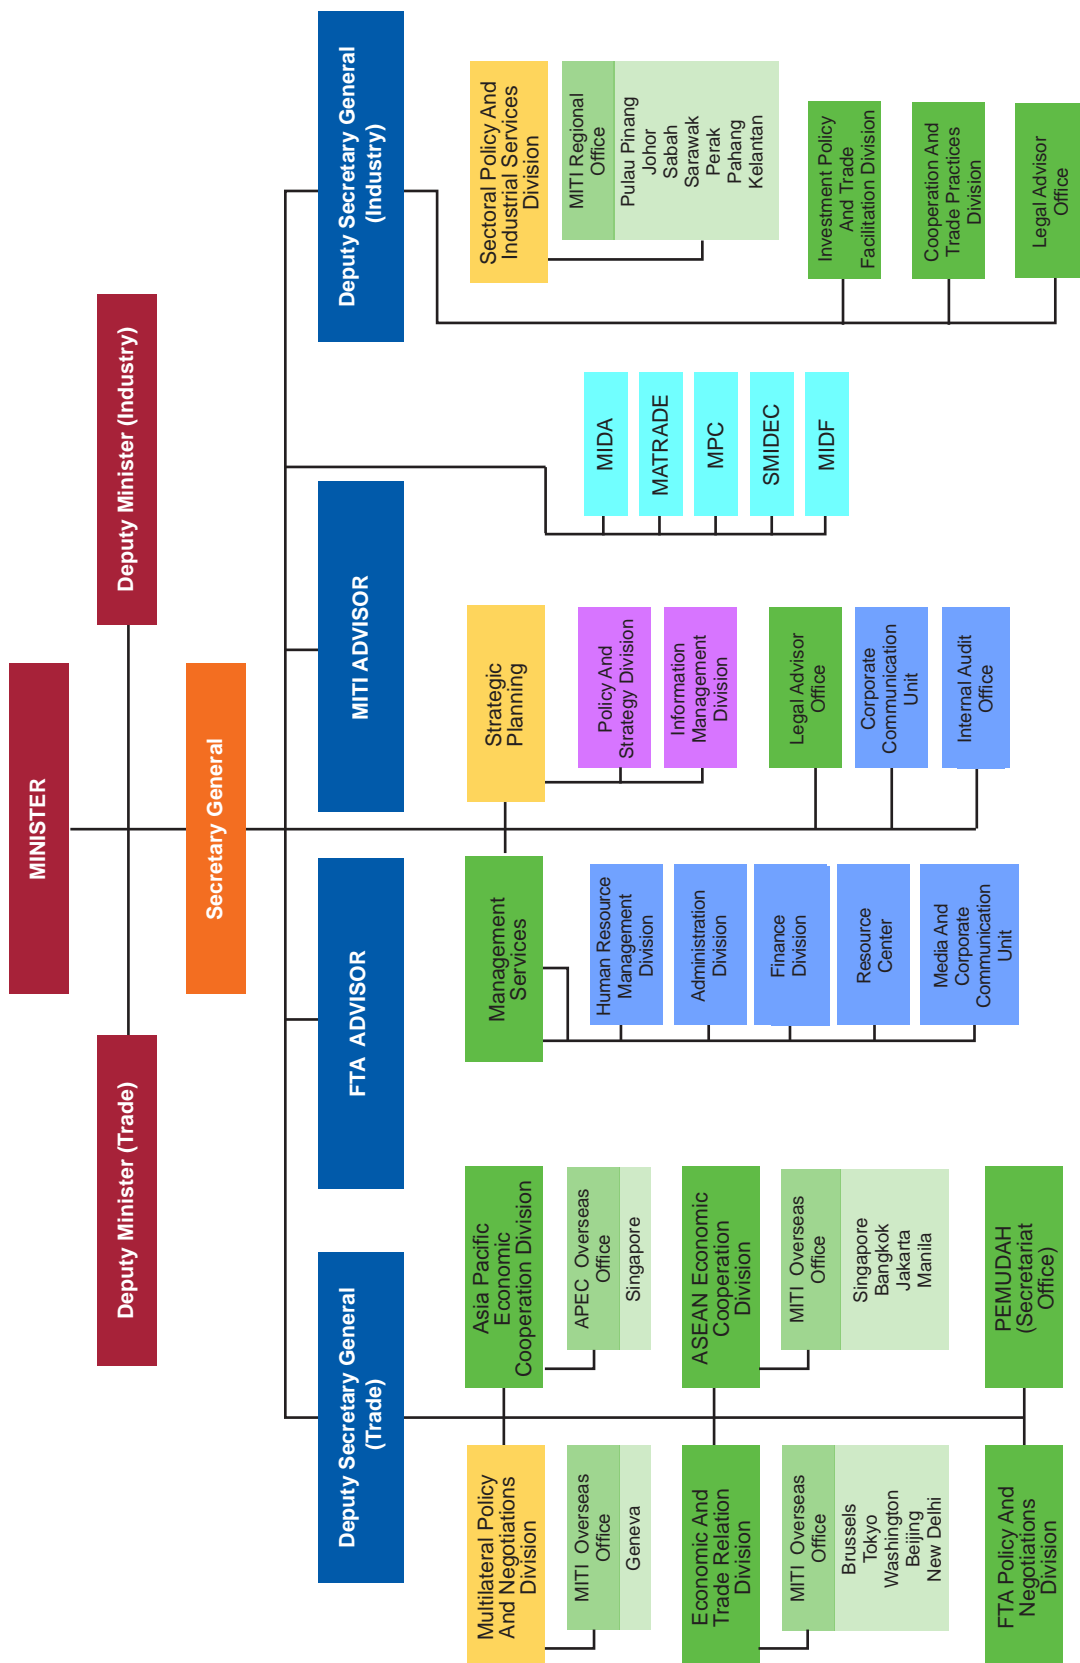 MINISTER
Deputy Minister (Trade)
Deputy Minister (Industry)
Secretary General
Deputy Secretary General
(Trade)
FTA ADVISOR
MITI ADVISOR
Deputy Secretary General
(Industry)
Multilateral Policy
And Negotiations
Division
MITI Overseas
Office
Geneva
Economic And
Trade Relation
Division
MITI Overseas
Office
Brussels
Tokyo
Washington
Beijing
New Delhi
FTA Policy And
Negotiations
Division
Asia Pacific
Economic
Cooperation Division
APEC Overseas
Office
Singapore
ASEAN Economic
Cooperation
Division
MITI Overseas
Office
Singapore
Bangkok
Jakarta
Manila
PEMUDAH
(Secretariat
Office)
Management
Services
Human Resource
Management
Division
Administration
Division
Finance
Division
Resource
Center
Media And
Corporate
Communication
Unit
Strategic
Planning
Policy And
Strategy Division
Information
Management
Division
Legal Advisor
Office
Corporate
Communication
Unit
Internal Audit
Office
MIDA
MATRADE
MPC
SMIDEC
MIDF
Sectoral Policy And
Industrial Services
Division
MITI Regional
Office
Pulau Pinang
Johor
Sabah
Sarawak
Perak
Pahang
Kelantan
Investment Policy
And Trade
Facilitation Division
Cooperation And
Trade Practices
Division
Legal Advisor
Office